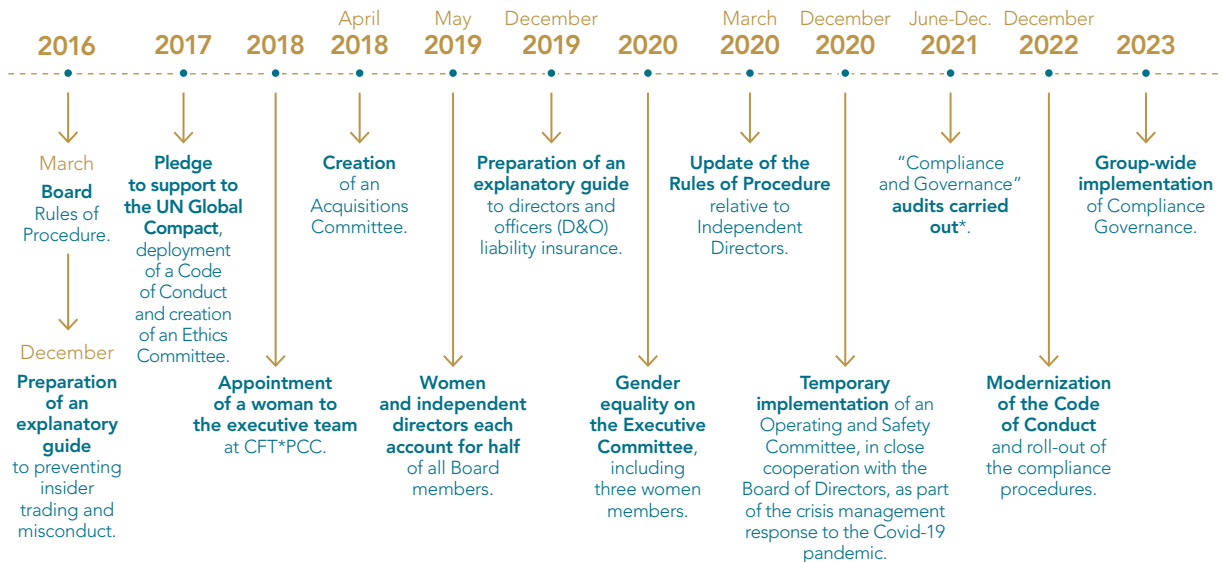 2016
March
Board
Rules of
Procedure.
December
Preparation
of an
explanatory
guide
to preventing
insider
trading and
misconduct.
2017
Pledge
to support to
the UN Global
Compact,
deployment
of a Code
of Conduct
and creation
of an Ethics
Committee.
2018
Appointment
of a woman to
the executive team
at CFT*PCC.
April
2018
Creation
of an
Acquisitions
Committee.
May
2019
Women
and independent
directors each
account for half
of all Board
members.
December
2019
Preparation of an
explanatory guide
to directors and
officers (D&O)
liability insurance.
2020
Gender
equality on
the Executive
Committee,
including
three women
members.
March
2020
Update of the
Rules of Procedure
relative to
Independent
Directors.
December
2020
Temporary
implementation of an
Operating and Safety
Committee, in close
cooperation with the
Board of Directors, as part
of the crisis management
response to the Covid-19
pandemic.
June-Dec.
2021
“Compliance
and Governance”
audits carried
out*.
December
2022
Modernization
of the Code
of Conduct
and roll-out of
the compliance
procedures.
2023
Group-wide
implementation
of Compliance
Governance.